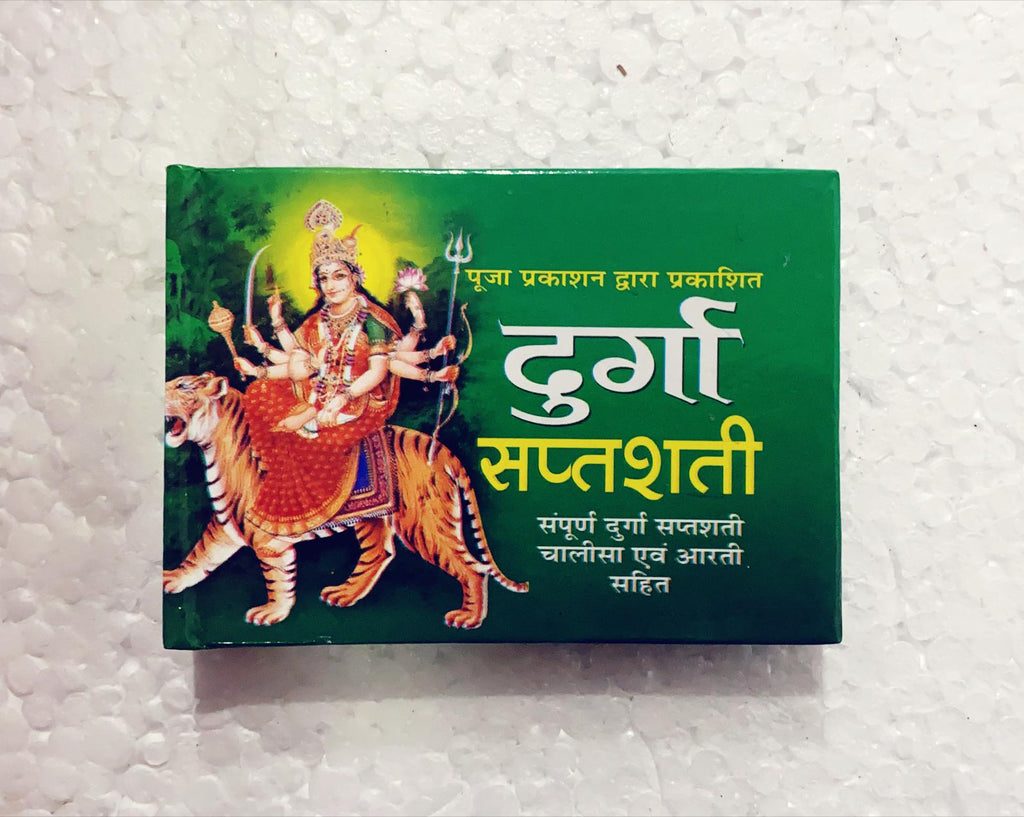 पूजा प्रकाशन द्वारा प्रकाशित
दुर्गा
सप्तशती
संपूर्ण दुर्गा सप्तशती
चालीसा एवं आरती
सहित